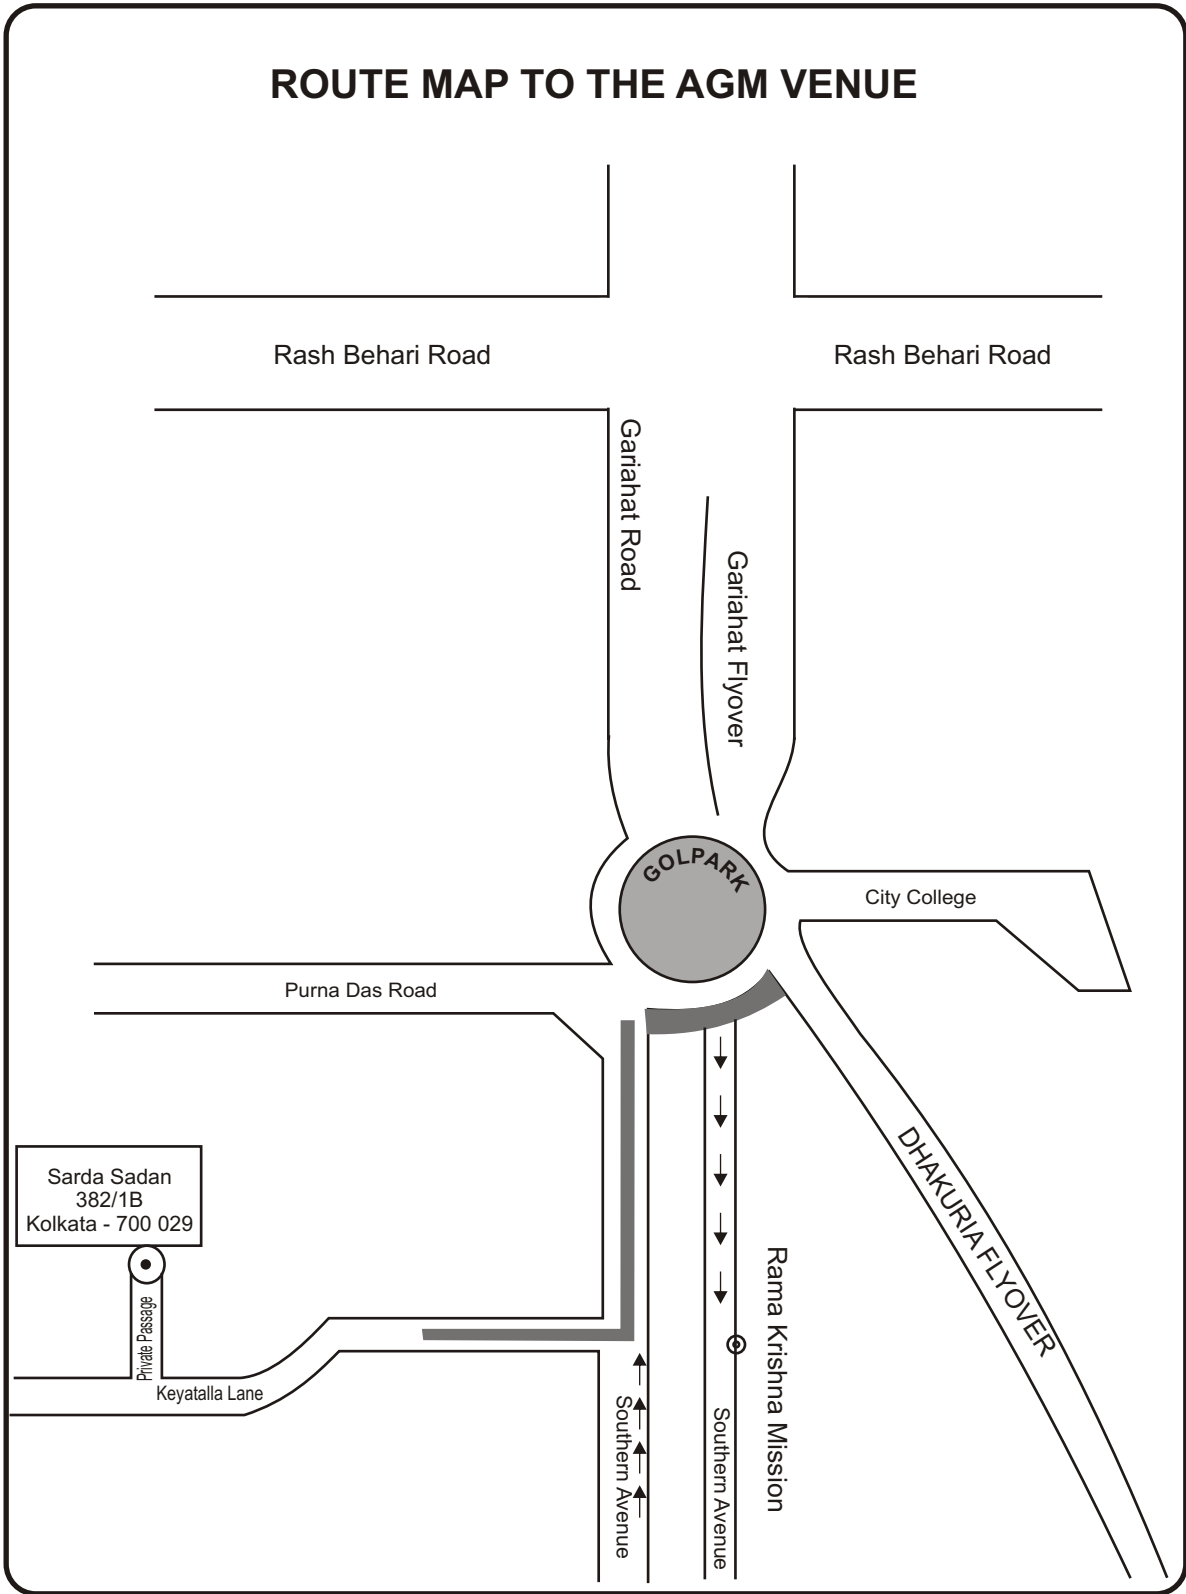 ROUTE MAP TO THE AGM VENUE
Rash Behari Road
Rash Behari Road
Gariahat Road
Gariahat Flyover
GOLPARK
City College
Purna Das Road
DHAKURIA FLYOVER
Sarda Sadan
382/1B
Kolkata - 700 029
Private Passage
Keyatalla Lane
Southern Avenue
Southern Avenue
Rama Krishna Mission